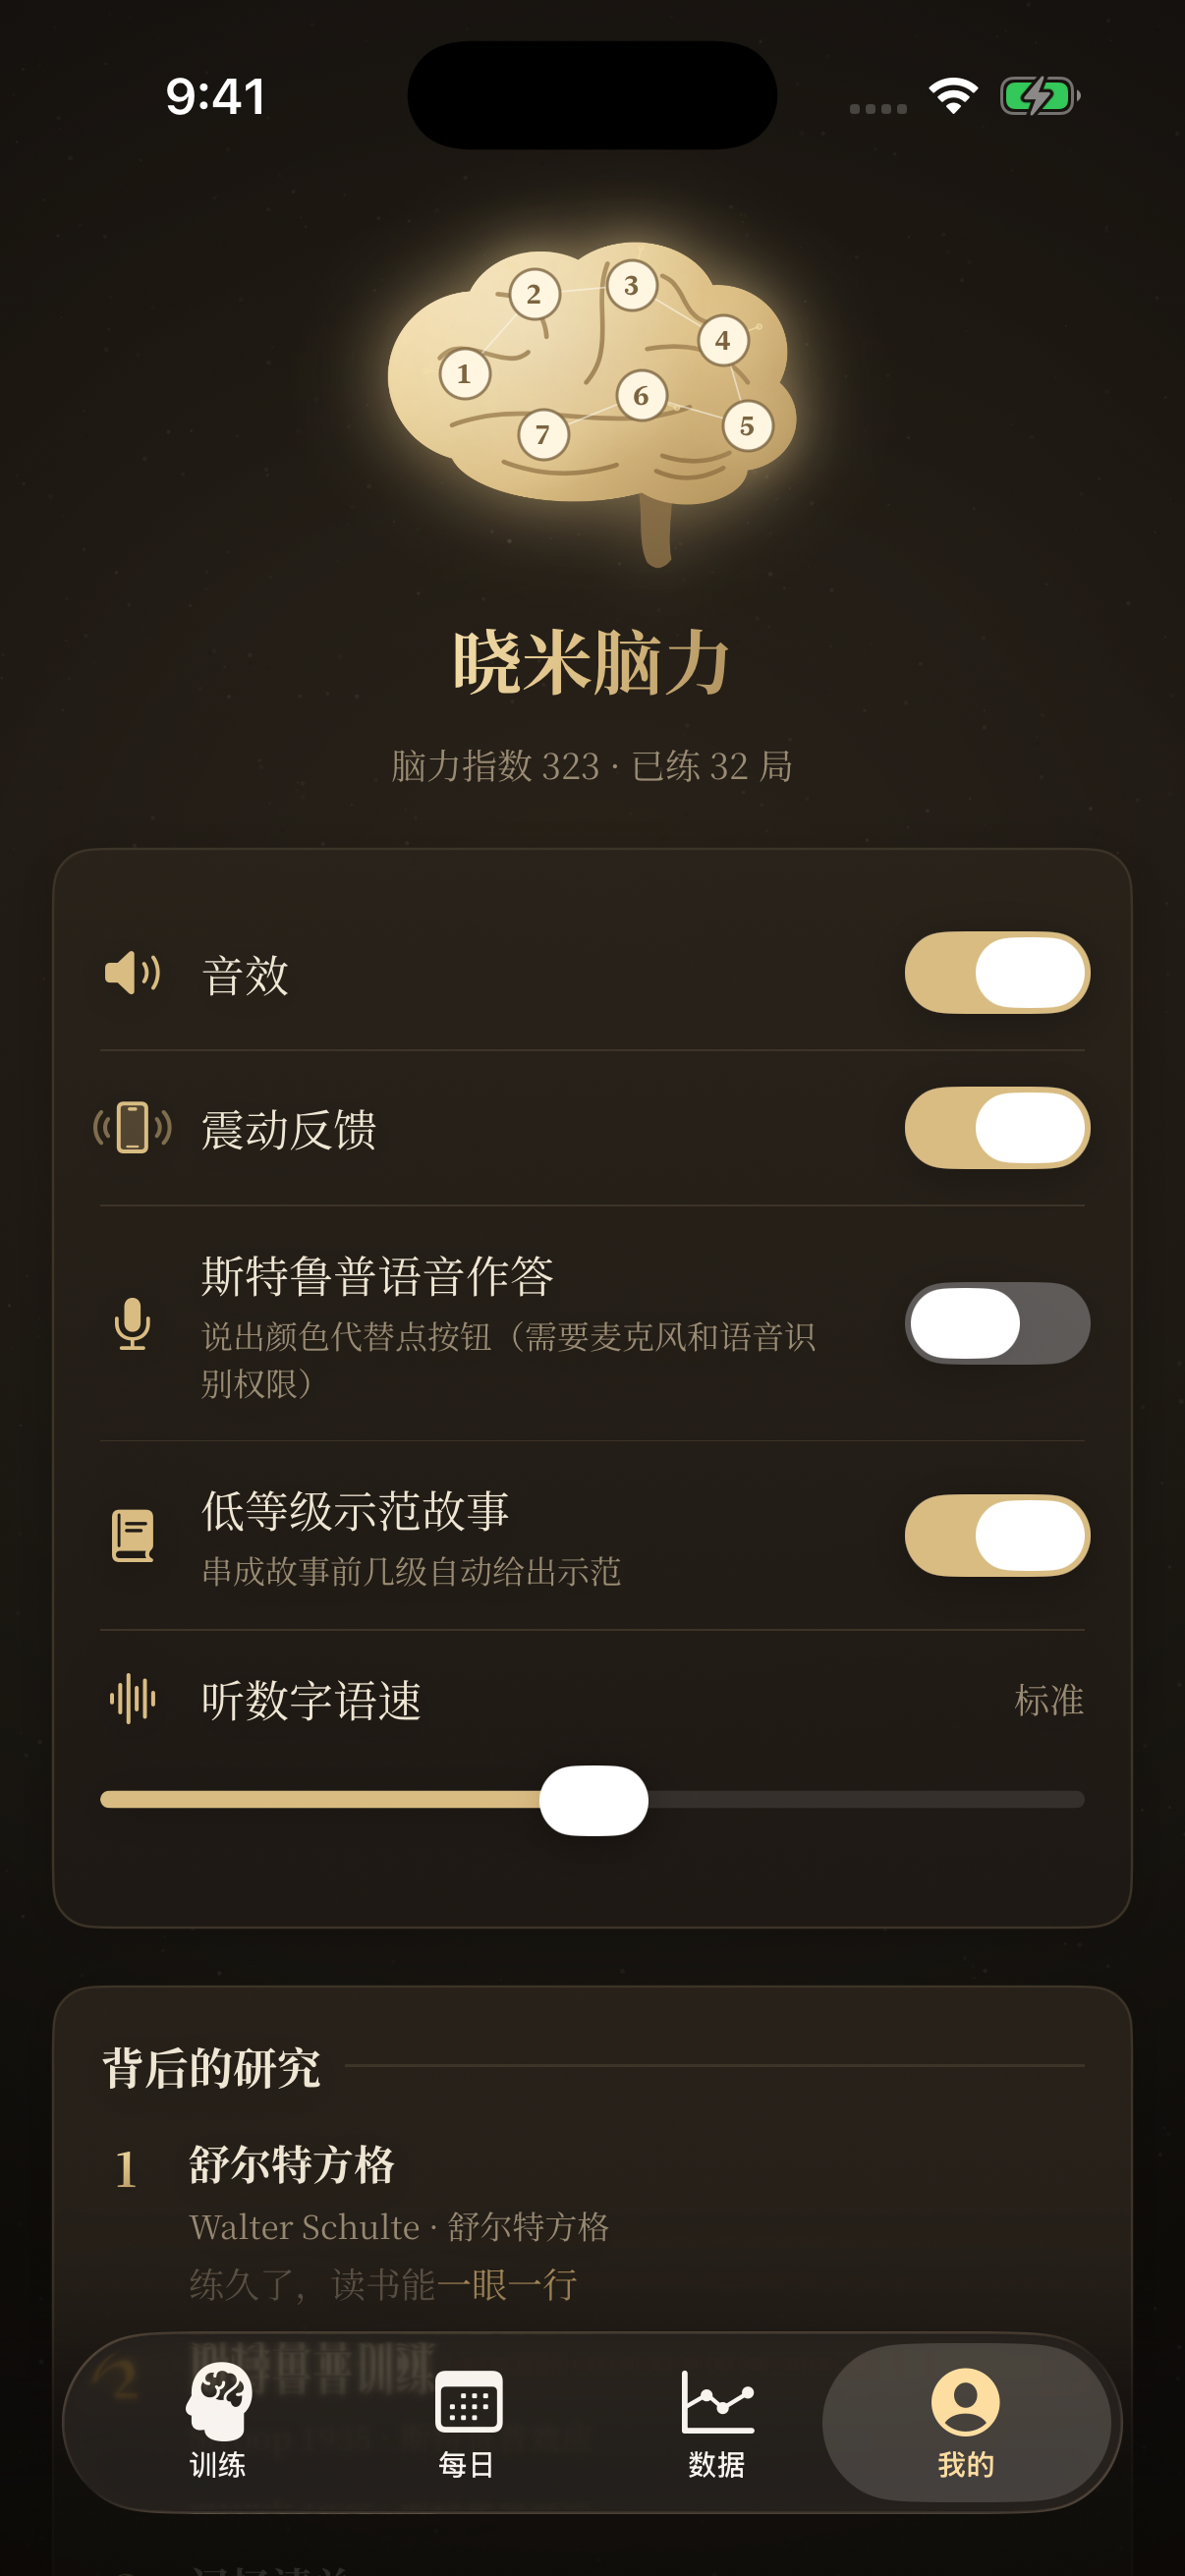 9:41
2
3
4
1
6
5
7
晓米脑力
脑力指数 323 · 已练 32 局
音效
震动反馈
斯特鲁普语音作答
说出颜色代替点按钮（需要麦克风和语音识
别权限）
低等级示范故事
串成故事前几级自动给出示范
听数字语速
标准
背后的研究
1
舒尔特方格
Walter Schulte · 舒尔特方格
练久了，读书能一眼一行
2
训练
每日
数据
我的